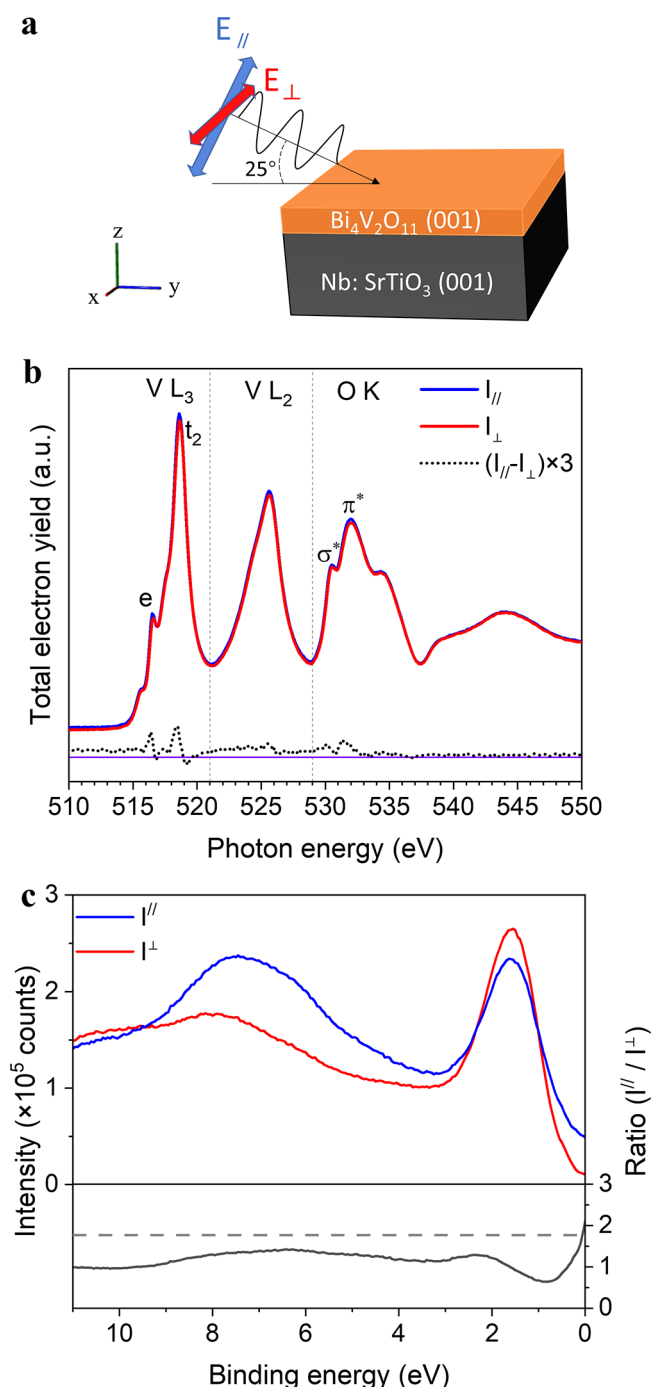 a
E //
E ⊥
25°
Bi₄V₂O₁₁ (001)
Nb: SrTiO₃ (001)
z
x
y
b
V L₃
V L₂
O K
I//
I⊥
(I//-I⊥)×3
t₂
e
σ*
π*
Total electron yield (a.u.)
510 515 520 525 530 535 540 545 550
Photon energy (eV)
c
I//
I⊥
3
2
1
0
Intensity (×10⁵ counts)
3
2
1
0
Ratio (I// / I⊥)
10 8 6 4 2 0
Binding energy (eV)